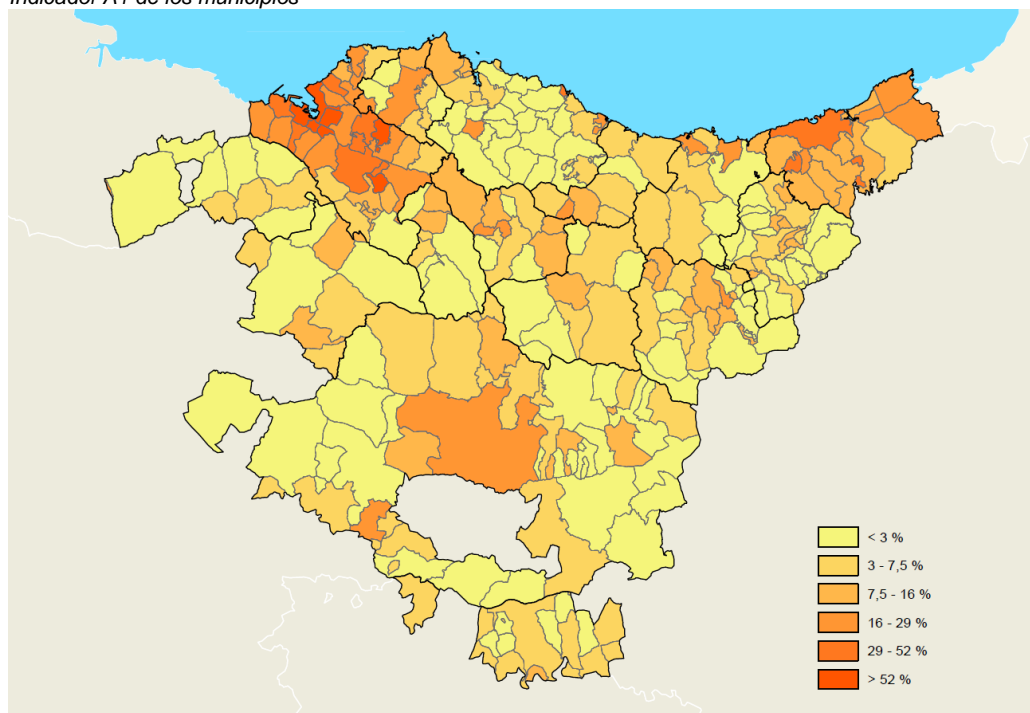 Indicador A1 de los municipios
< 3 %
3 - 7,5 %
7,5 - 16 %
16 - 29 %
29 - 52 %
> 52 %